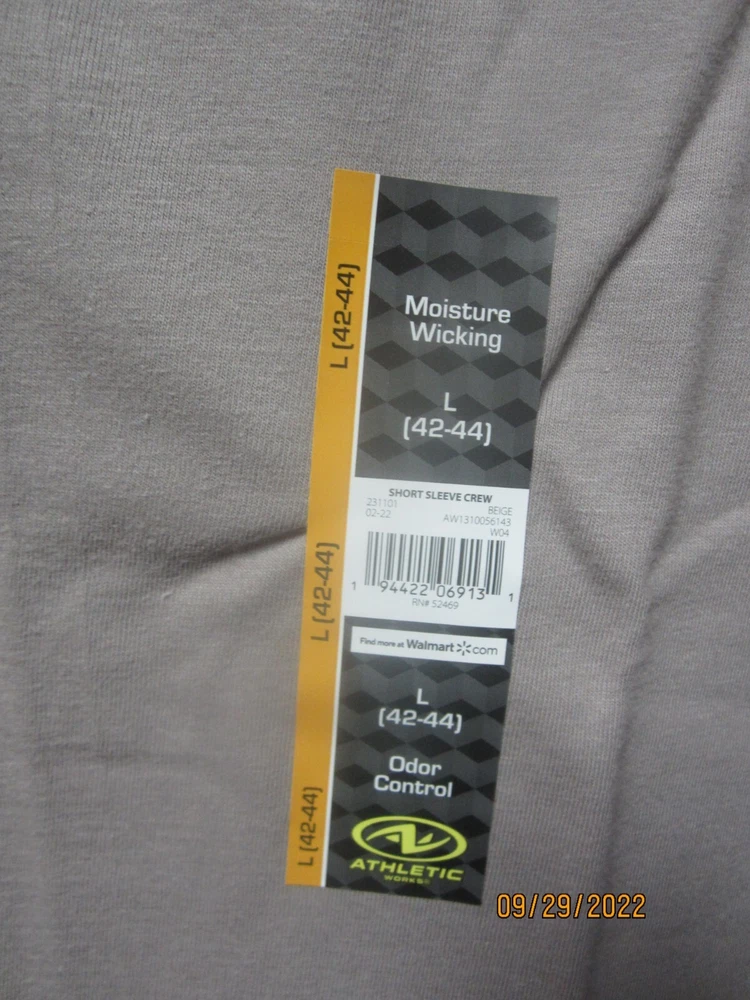 L (42-44)
Moisture
Wicking
L
(42-44)
SHORT SLEEVE CREW
231101
BEIGE
02-22
AW1310056143
W04
1 94422 06913 1
RN# 52469
L (42-44)
Find more at Walmart com
L
(42-44)
Odor
Control
L (42-44)
ATHLETIC
WORKS®
09/29/2022